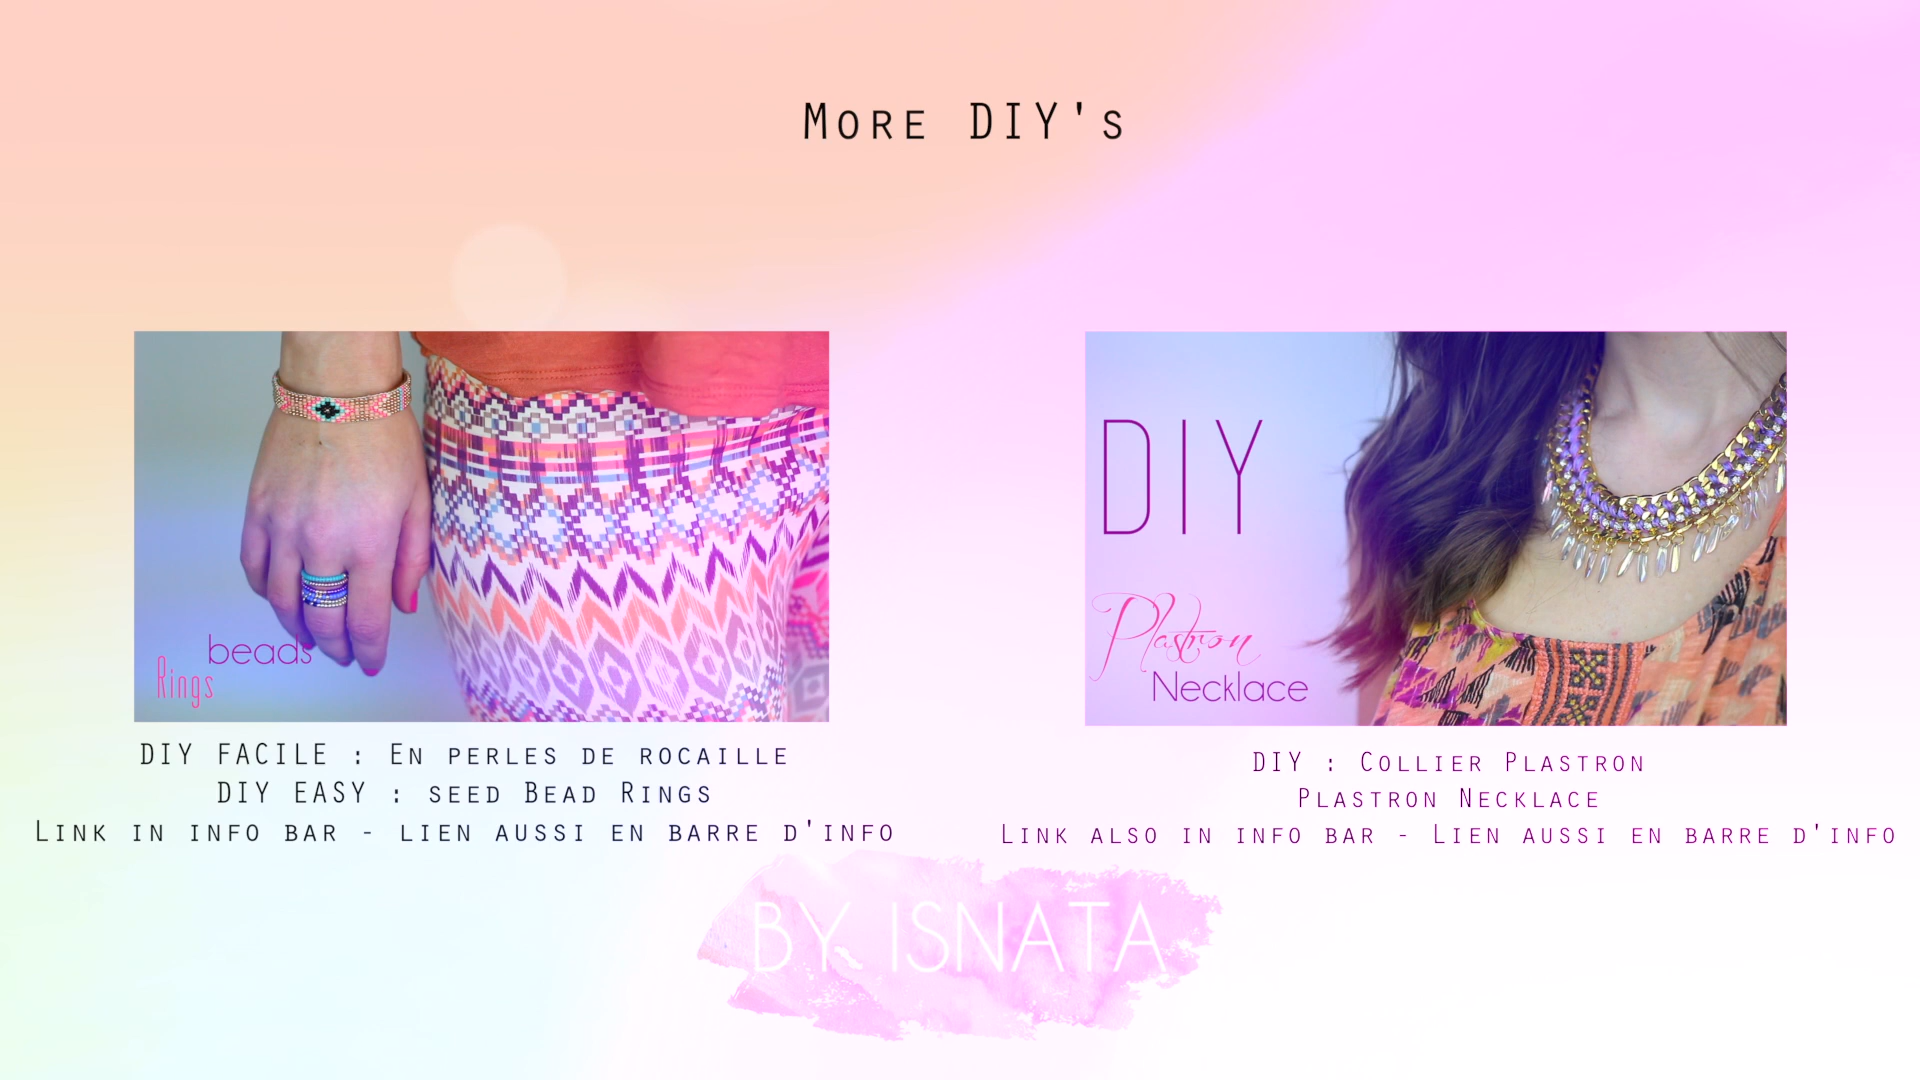 More DIY's
beads
Rings
DIY FACILE : En perles de rocaille
DIY EASY : seed Bead Rings
Link in info bar - lien aussi en barre d'info
DIY
Plastron
Necklace
DIY : Collier Plastron
Plastron Necklace
Link also in info bar - Lien aussi en barre d'info
BY ISNATA